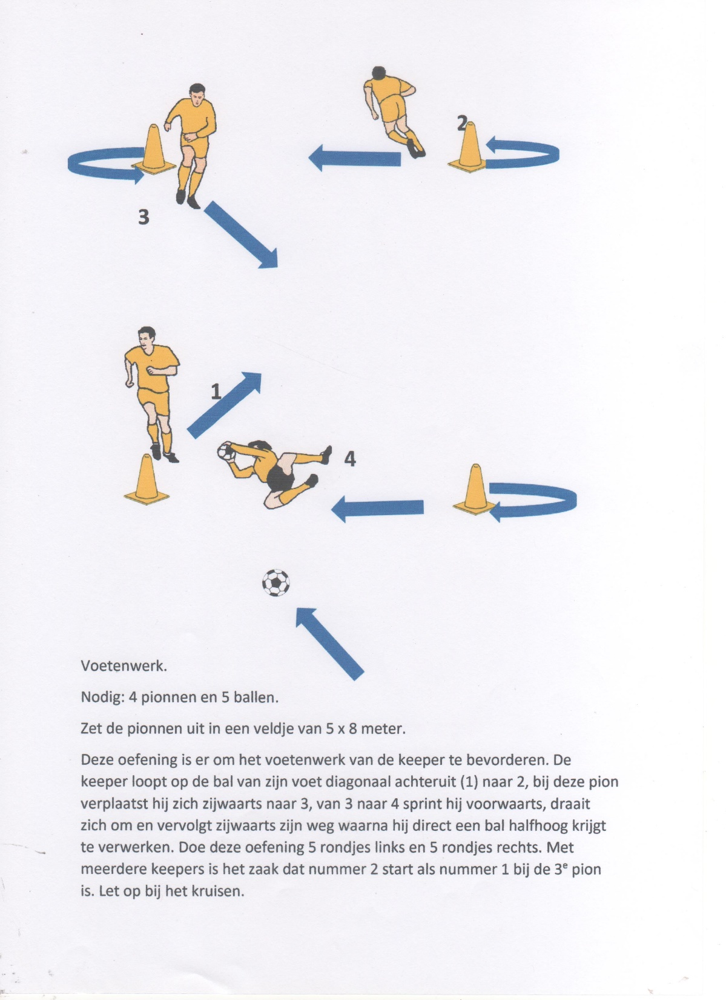 2
3
1
4
Voetenwerk.
Nodig: 4 pionnen en 5 ballen.
Zet de pionnen uit in een veldje van 5 x 8 meter.
Deze oefening is er om het voetenwerk van de keeper te bevorderen. De
keeper loopt op de bal van zijn voet diagonaal achteruit (1) naar 2, bij deze pion
verplaatst hij zich zijwaarts naar 3, van 3 naar 4 sprint hij voorwaarts, draait
zich om en vervolgt zijwaarts zijn weg waarna hij direct een bal halfhoog krijgt
te verwerken. Doe deze oefening 5 rondjes links en 5 rondjes rechts. Met
meerdere keepers is het zaak dat nummer 2 start als nummer 1 bij de 3e pion
is. Let op bij het kruisen.